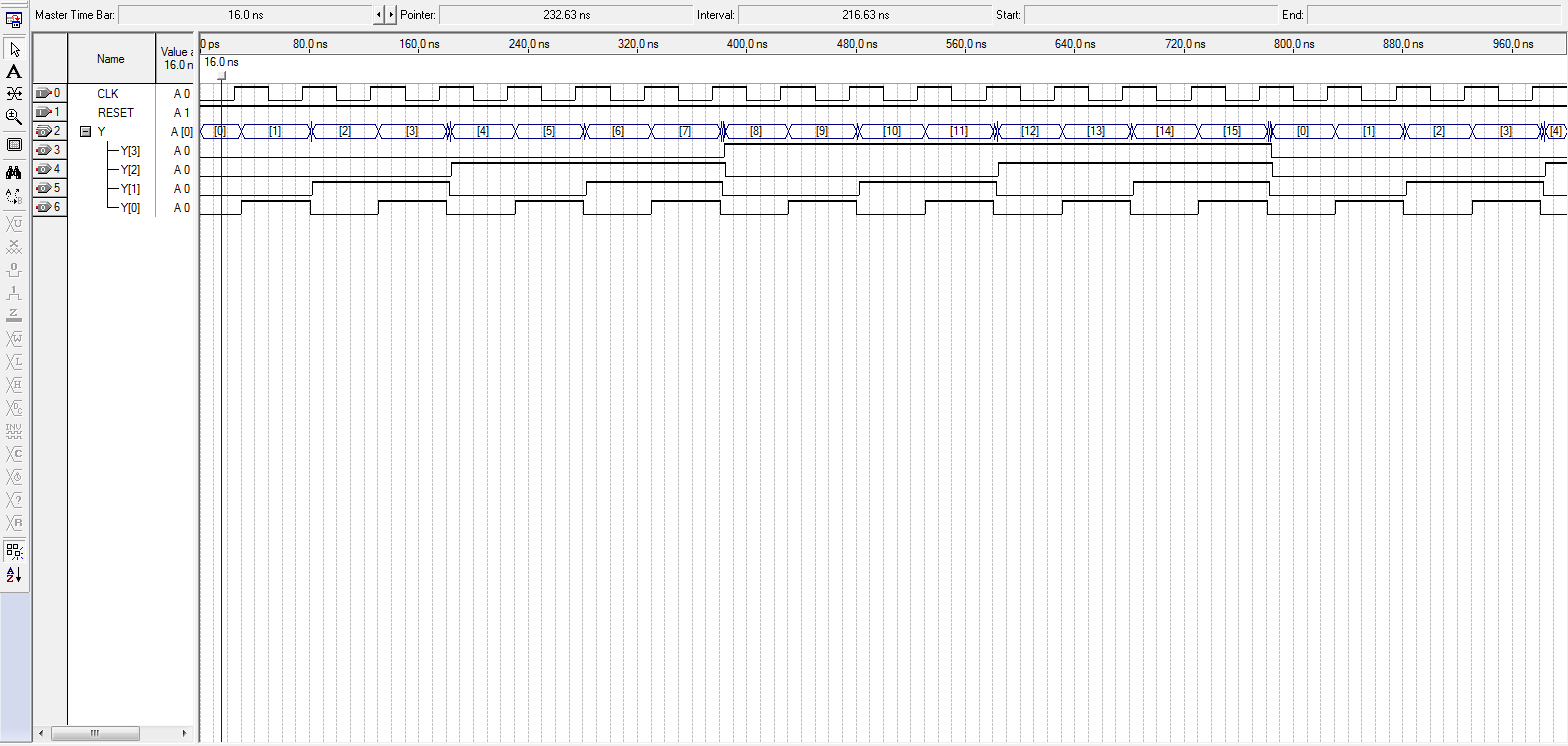 Master Time Bar: 16.0 ns Pointer: 232.63 ns Interval: 216.63 ns Start: End:
Name Value a 16.0 n
0 ps 80.0 ns 160.0 ns 240.0 ns 320.0 ns 400.0 ns 480.0 ns 560.0 ns 640.0 ns 720.0 ns 800.0 ns 880.0 ns 960.0 ns
16.0 ns
0 CLK A 0
1 RESET A 1
2 Y A [0] [0] [1] [2] [3] [4] [5] [6] [7] [8] [9] [10] [11] [12] [13] [14] [15] [0] [1] [2] [3] [4]
3 Y[3] A 0
4 Y[2] A 0
5 Y[1] A 0
6 Y[0] A 0